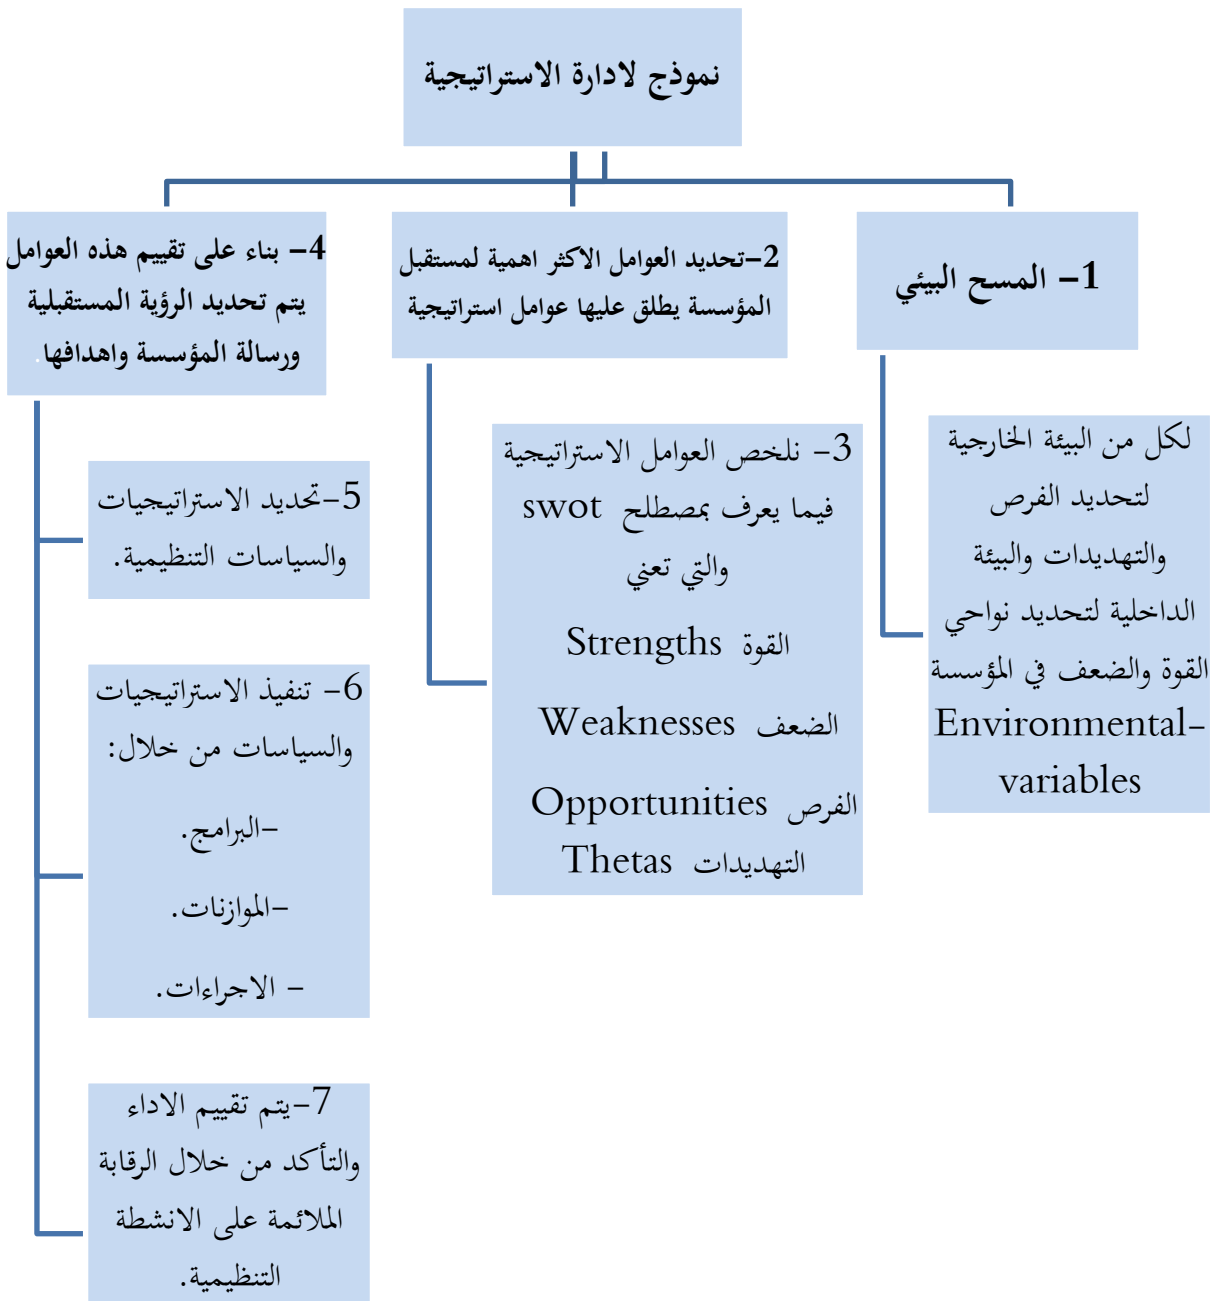 نموذج لادارة الاستراتيجية
1- المسح البيئي
لكل من البيئة الخارجية
لتحديد الفرص
والتهديدات والبيئة
الداخلية لتحديد نواحي
القوة والضعف في المؤسسة
Environmental-
variables
2-تحديد العوامل الاكثر اهمية لمستقبل
المؤسسة يطلق عليها عوامل استراتيجية
3- نلخص العوامل الاستراتيجية
فيما يعرف بمصطلح swot
والتي تعني
القوة Strengths
الضعف Weaknesses
الفرص Opportunities
التهديدات Thetas
4- بناء على تقييم هذه العوامل
يتم تحديد الرؤية المستقبلية
ورسالة المؤسسة واهدافها.
5-تحديد الاستراتيجيات
والسياسات التنظيمية.
6- تنفيذ الاستراتيجيات
والسياسات من خلال:
-البرامج.
-الموازنات.
- الاجراءات.
7-يتم تقييم الاداء
والتأكد من خلال الرقابة
الملائمة على الانشطة
التنظيمية.